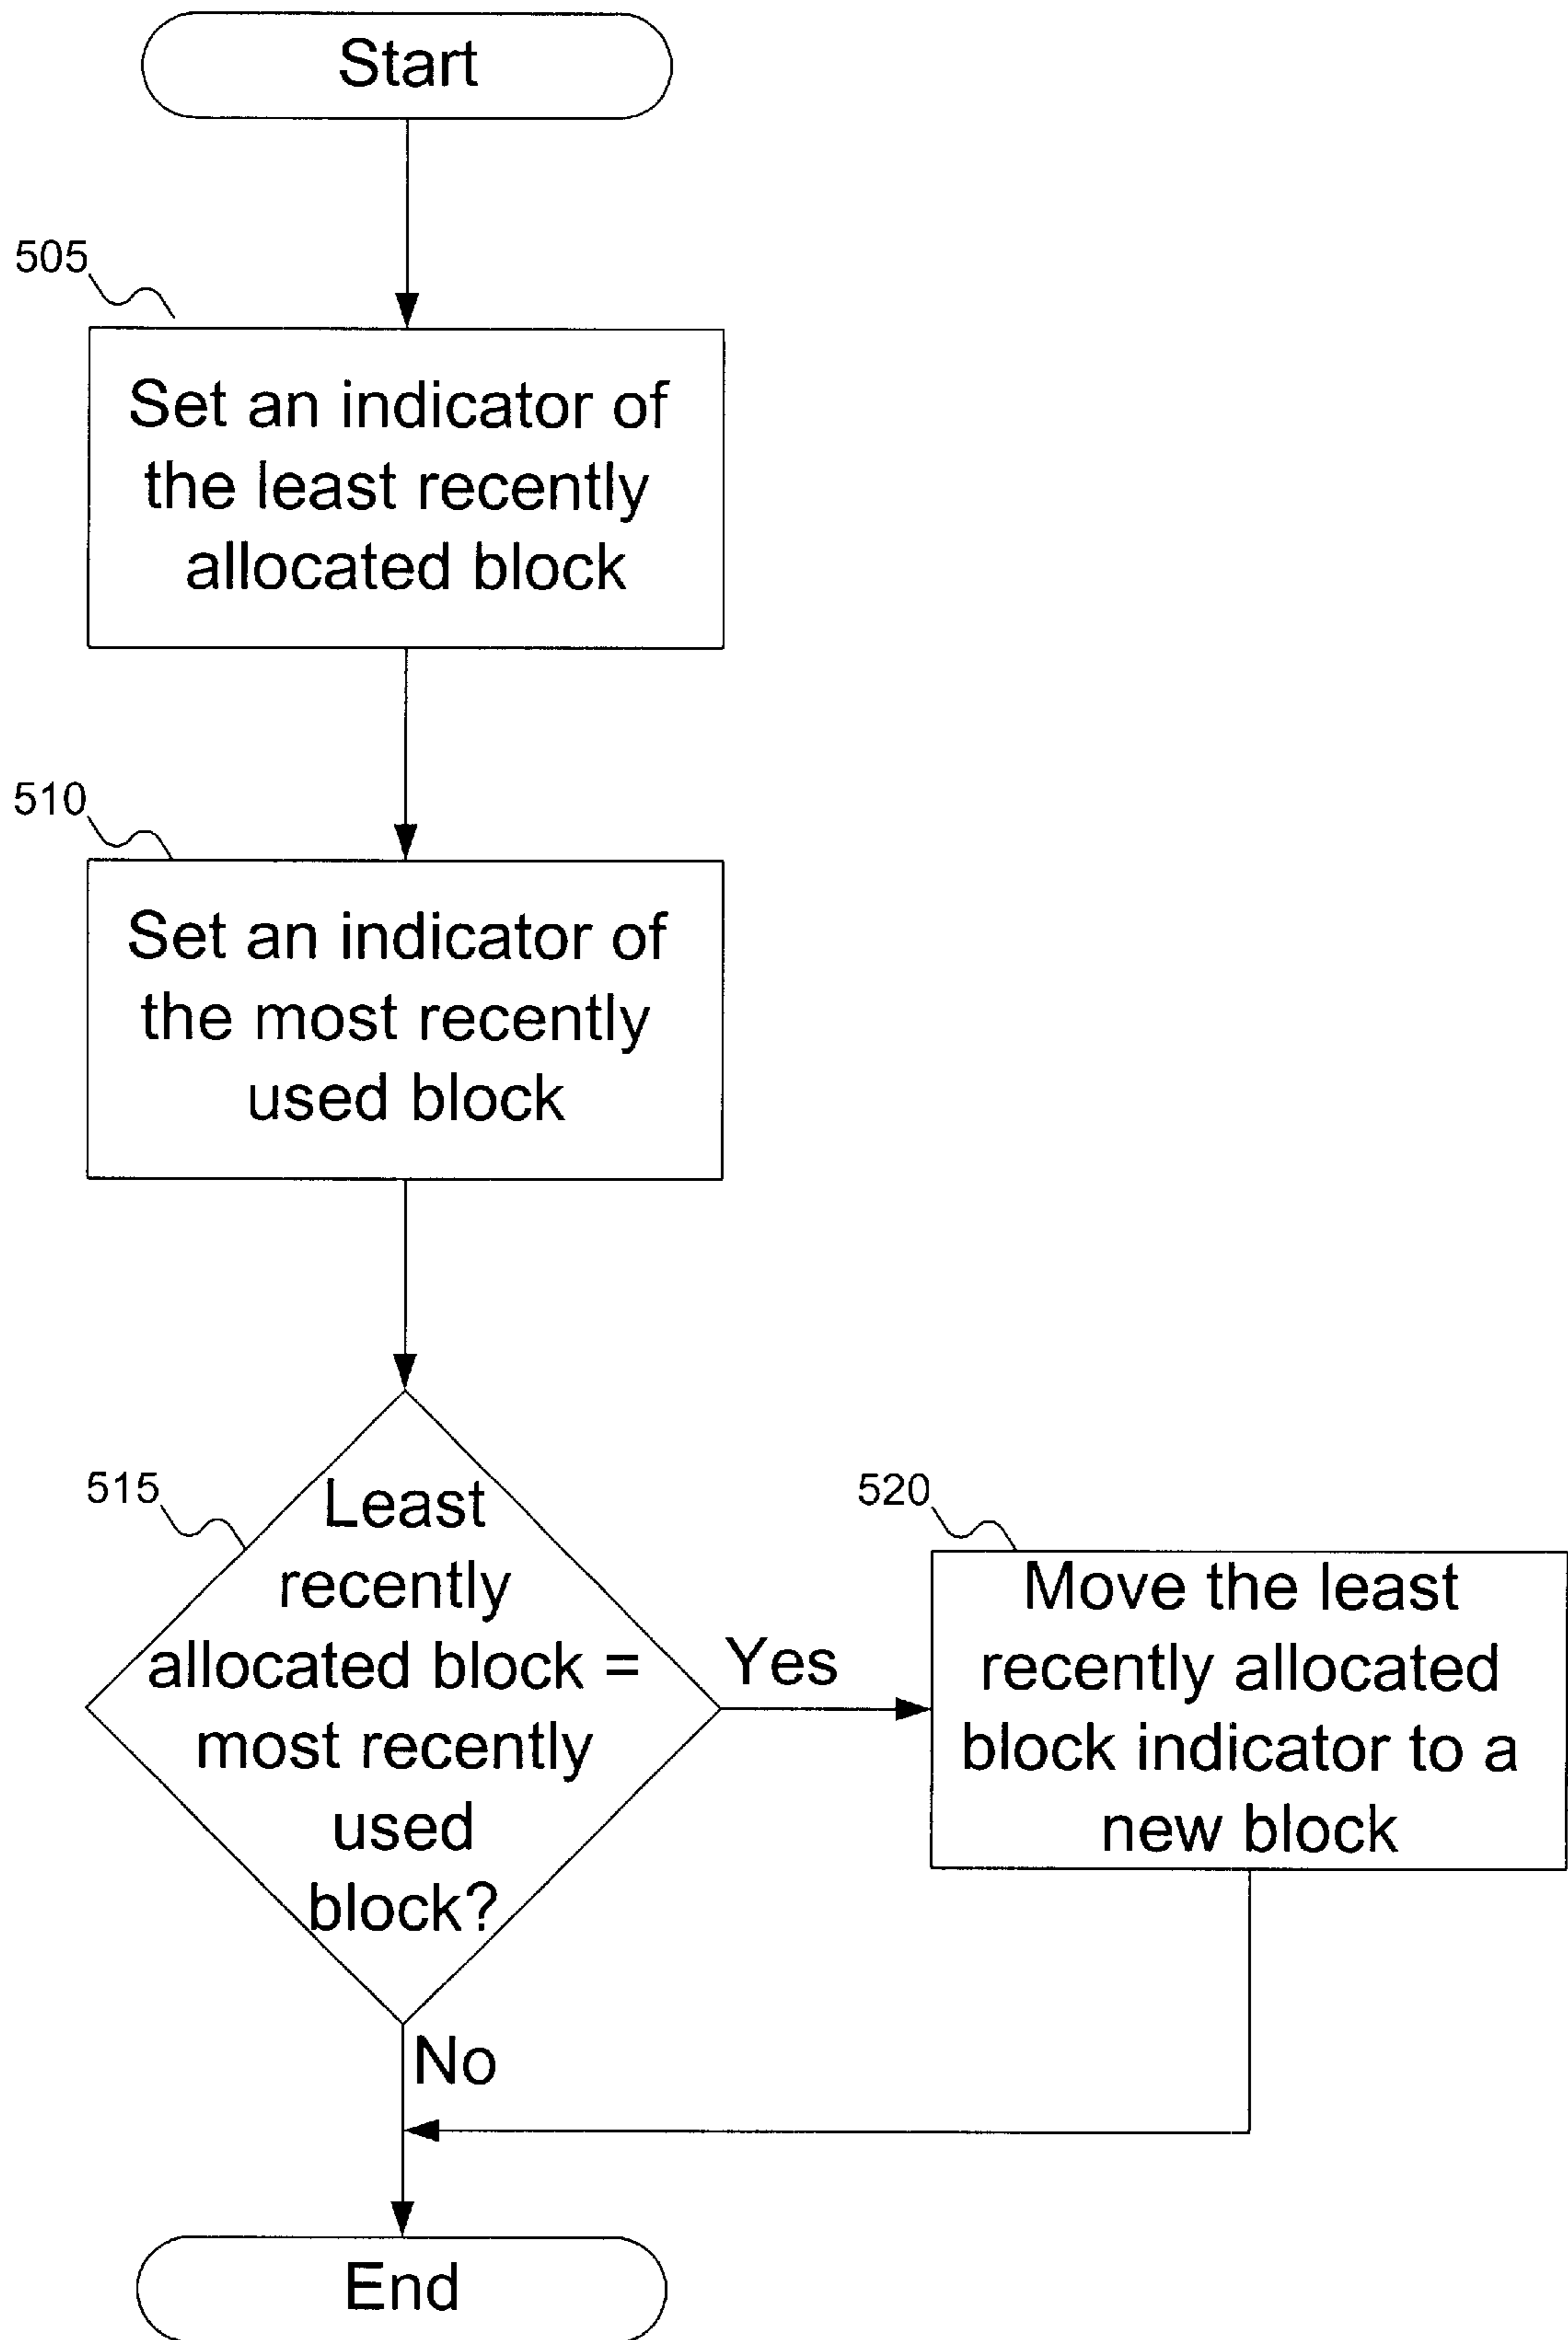 Start
505
Set an indicator of
the least recently
allocated block
510
Set an indicator of
the most recently
used block
515
Least
recently
allocated block =
most recently
used
block?
Yes
520
Move the least
recently allocated
block indicator to a
new block
No
End